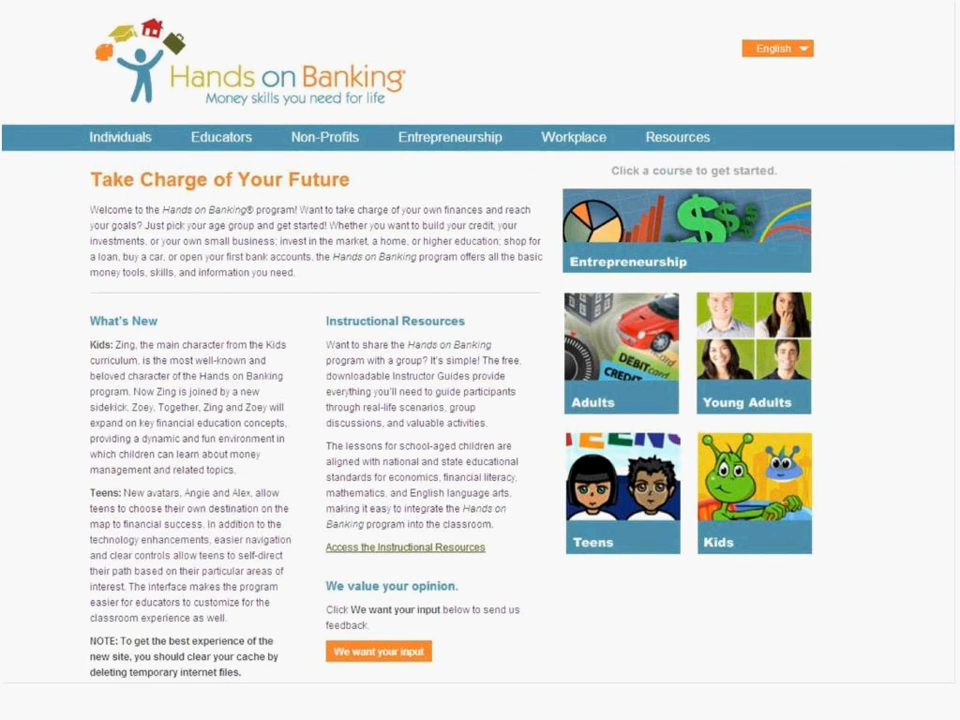 Hands on Banking®
Money skills you need for life
English
Individuals Educators Non-Profits Entrepreneurship Workplace Resources
Take Charge of Your Future
Welcome to the Hands on Banking® program! Want to take charge of your own finances and reach
your goals? Just pick your age group and get started! Whether you want to build your credit, your
investments, or your own small business; invest in the market, a home, or higher education; shop for
a loan, buy a car, or open your first bank accounts, the Hands on Banking program offers all the basic
money tools, skills, and information you need.
What's New
Kids: Zing, the main character from the Kids
curriculum, is the most well-known and
beloved character of the Hands on Banking
program. Now Zing is joined by a new
sidekick, Zoey. Together, Zing and Zoey will
expand on key financial education concepts,
providing a dynamic and fun environment in
which children can learn about money
management and related topics.
Teens: New avatars, Angie and Alex, allow
teens to choose their own destination on the
map to financial success. In addition to the
technology enhancements, easier navigation
and clear controls allow teens to self-direct
their path based on their particular areas of
interest. The interface makes the program
easier for educators to customize for the
classroom experience as well.
NOTE: To get the best experience of the
new site, you should clear your cache by
deleting temporary internet files.
Instructional Resources
Want to share the Hands on Banking
program with a group? It's simple! The free,
downloadable Instructor Guides provide
everything you'll need to guide participants
through real-life scenarios, group
discussions, and valuable activities.
The lessons for school-aged children are
aligned with national and state educational
standards for economics, financial literacy,
mathematics, and English language arts,
making it easy to integrate the Hands on
Banking program into the classroom.
Access the Instructional Resources
We value your opinion.
Click We want your input below to send us
feedback.
We want your input
Click a course to get started.
Entrepreneurship
DEBIT card
CREDIT card
Adults
Young Adults
TEENS
Teens
Kids